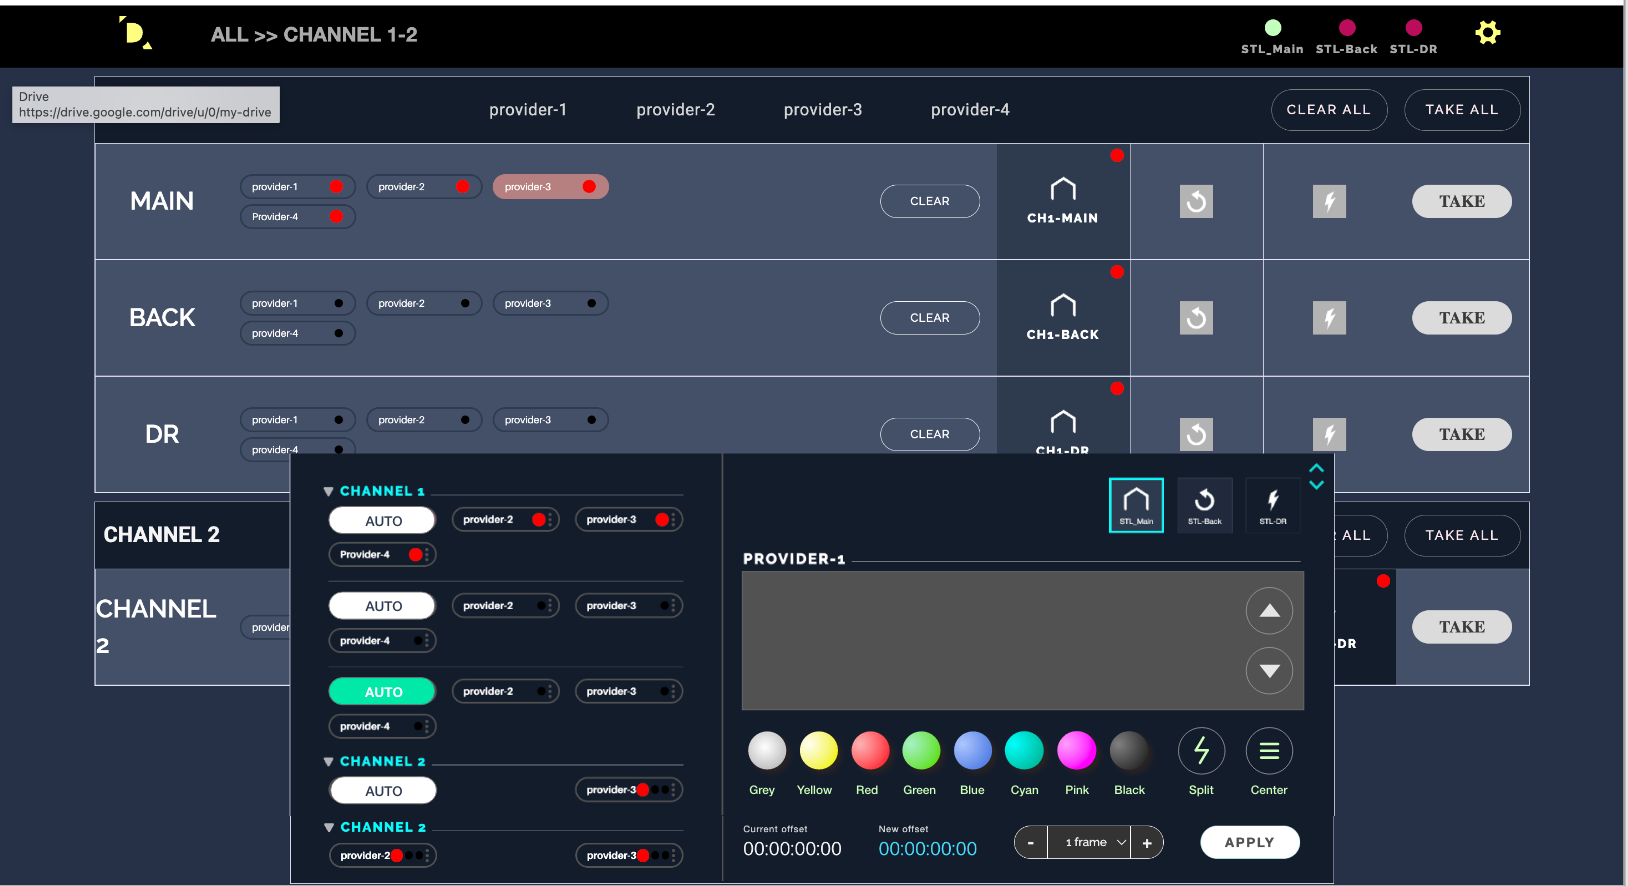 ALL >> CHANNEL 1-2
STL_Main STL-Back STL-DR
Drive
https://drive.google.com/drive/u/0/my-drive
provider-1 provider-2 provider-3 provider-4 CLEAR ALL TAKE ALL
MAIN provider-1 provider-2 provider-3 CLEAR CH1-MAIN TAKE
Provider-4
BACK provider-1 provider-2 provider-3 CLEAR CH1-BACK TAKE
provider-4
DR provider-1 provider-2 provider-3 CLEAR CH1-DR TAKE
provider-4
CHANNEL 2 ALL TAKE ALL
CHANNEL
2
provider
-DR TAKE
CHANNEL 1
AUTO provider-2 provider-3
Provider-4
AUTO provider-2 provider-3
provider-4
AUTO provider-2 provider-3
provider-4
CHANNEL 2
AUTO provider-3
CHANNEL 2
provider-2 provider-3
STL_Main STL-Back STL-DR
PROVIDER-1
Grey Yellow Red Green Blue Cyan Pink Black Split Center
Current offset New offset
00:00:00:00 00:00:00:00 - 1 frame + APPLY